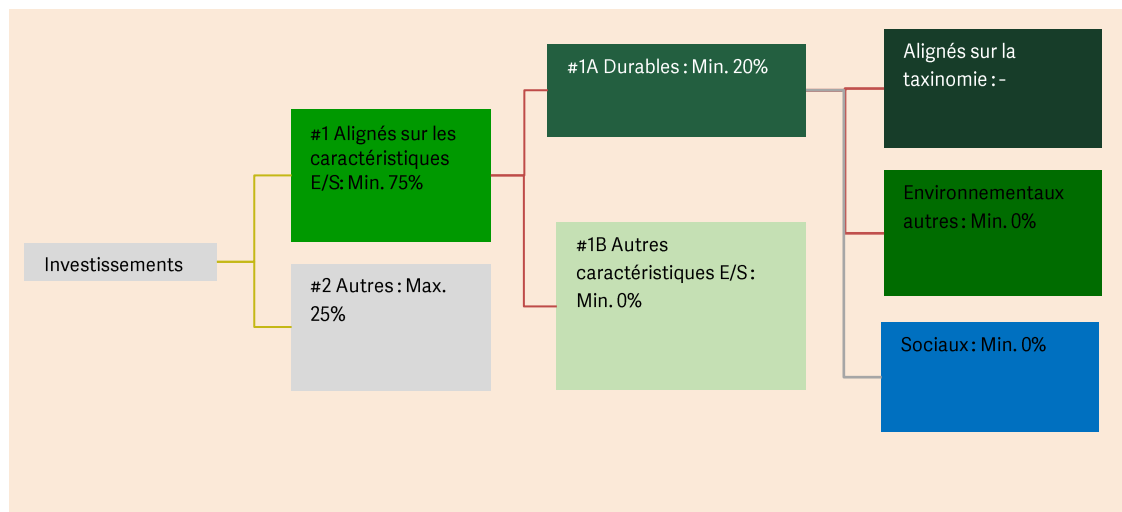 Investissements
#1 Alignés sur les
caractéristiques
E/S: Min. 75%
#2 Autres : Max.
25%
#1A Durables : Min. 20%
#1B Autres
caractéristiques E/S :
Min. 0%
Alignés sur la
taxinomie : -
Environnementaux
autres : Min. 0%
Sociaux : Min. 0%